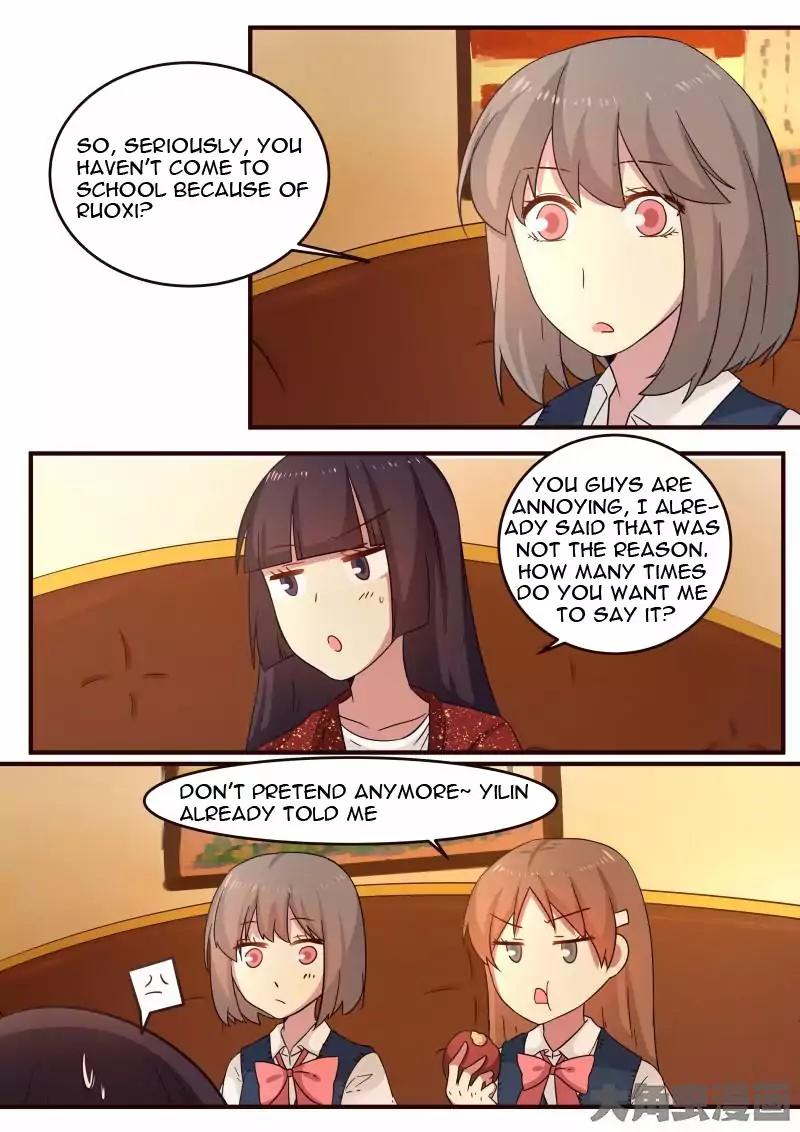 SO, SERIOUSLY, YOU
HAVEN'T COME TO
SCHOOL BECAUSE OF
RUOXI?
YOU GUYS ARE
ANNOYING, I ALRE-
ADY SAID THAT WAS
NOT THE REASON.
HOW MANY TIMES
DO YOU WANT ME
TO SAY IT?
DON'T PRETEND ANYMORE~ YILIN
ALREADY TOLD ME
大角虫漫画